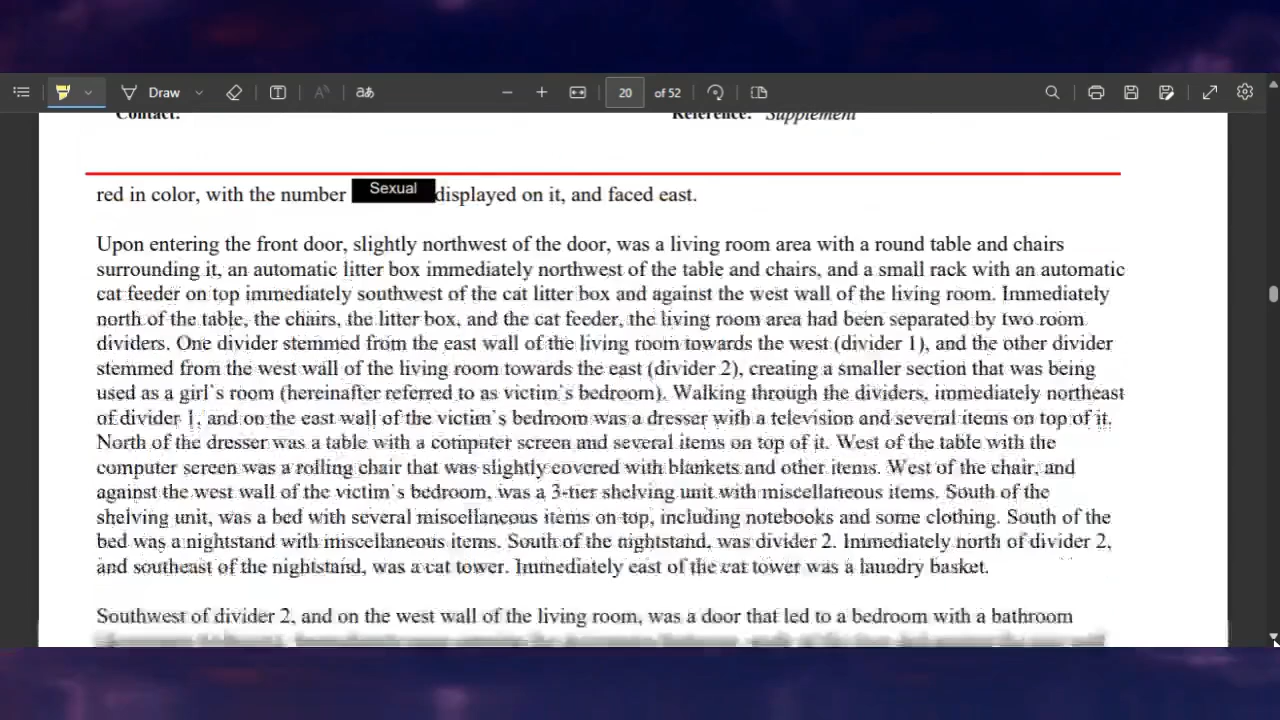 Draw
aあ
20 of 52
Contact:
Reference: Supplement
red in color, with the number Sexual displayed on it, and faced east.
Upon entering the front door, slightly northwest of the door, was a living room area with a round table and chairs
surrounding it, an automatic litter box immediately northwest of the table and chairs, and a small rack with an automatic
cat feeder on top immediately southwest of the cat litter box and against the west wall of the living room. Immediately
north of the table, the chairs, the litter box, and the cat feeder, the living room area had been separated by two room
dividers. One divider stemmed from the east wall of the living room towards the west (divider 1), and the other divider
stemmed from the west wall of the living room towards the east (divider 2), creating a smaller section that was being
used as a girl's room (hereinafter referred to as victim's bedroom). Walking through the dividers, immediately northeast
of divider 1, and on the east wall of the victim's bedroom was a dresser with a television and several items on top of it.
North of the dresser was a table with a computer screen and several items on top of it. West of the table with the
computer screen was a rolling chair that was slightly covered with blankets and other items. West of the chair, and
against the west wall of the victim's bedroom, was a 3-tier shelving unit with miscellaneous items. South of the
shelving unit, was a bed with several miscellaneous items on top, including notebooks and some clothing. South of the
bed was a nightstand with miscellaneous items. South of the nightstand, was divider 2. Immediately north of divider 2,
and southeast of the nightstand, was a cat tower. Immediately east of the cat tower was a laundry basket.
Southwest of divider 2, and on the west wall of the living room, was a door that led to a bedroom with a bathroom